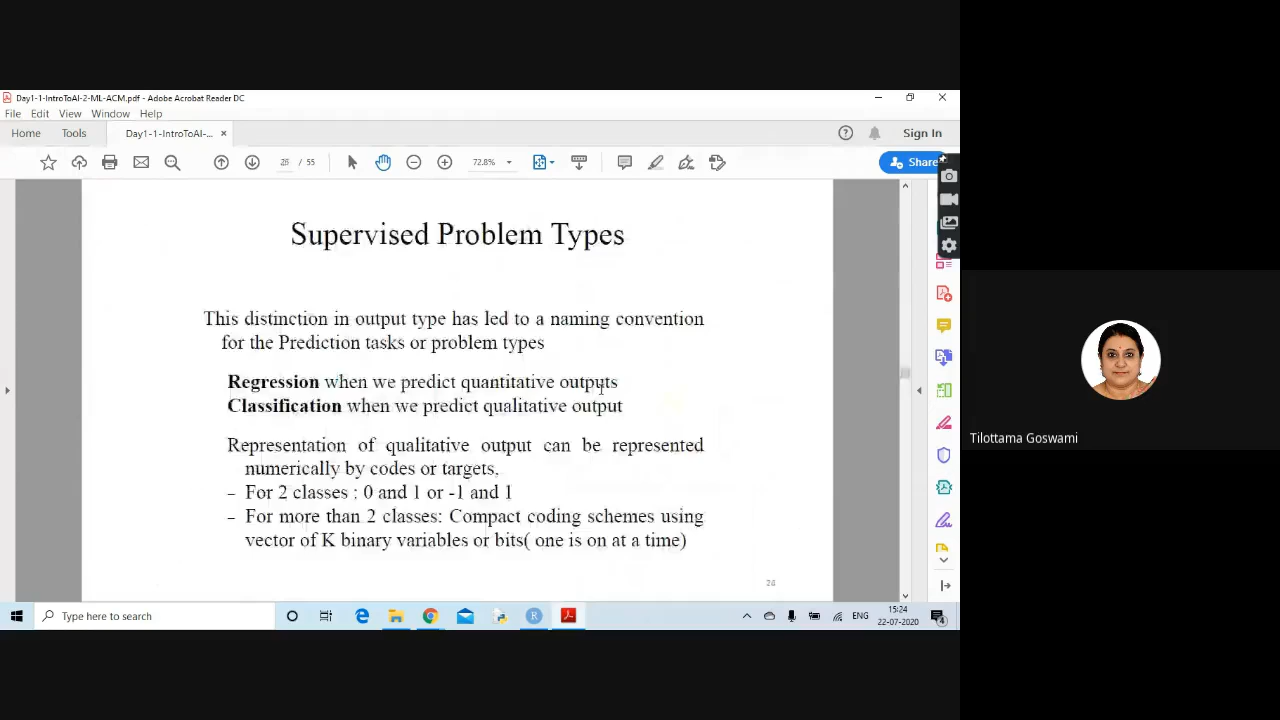 Day1-1-IntroToAI-2-ML-ACM.pdf - Adobe Acrobat Reader DC
File Edit View Window Help
Home Tools Day1-1-IntroToAI-... × Sign In
26 / 55 72.8% Share
Supervised Problem Types
This distinction in output type has led to a naming convention
for the Prediction tasks or problem types
Regression when we predict quantitative outputs
Classification when we predict qualitative output
Representation of qualitative output can be represented
numerically by codes or targets,
– For 2 classes : 0 and 1 or -1 and 1
– For more than 2 classes: Compact coding schemes using
vector of K binary variables or bits( one is on at a time)
26
Tilottama Goswami
Type here to search
ENG
15:24
22-07-2020
4